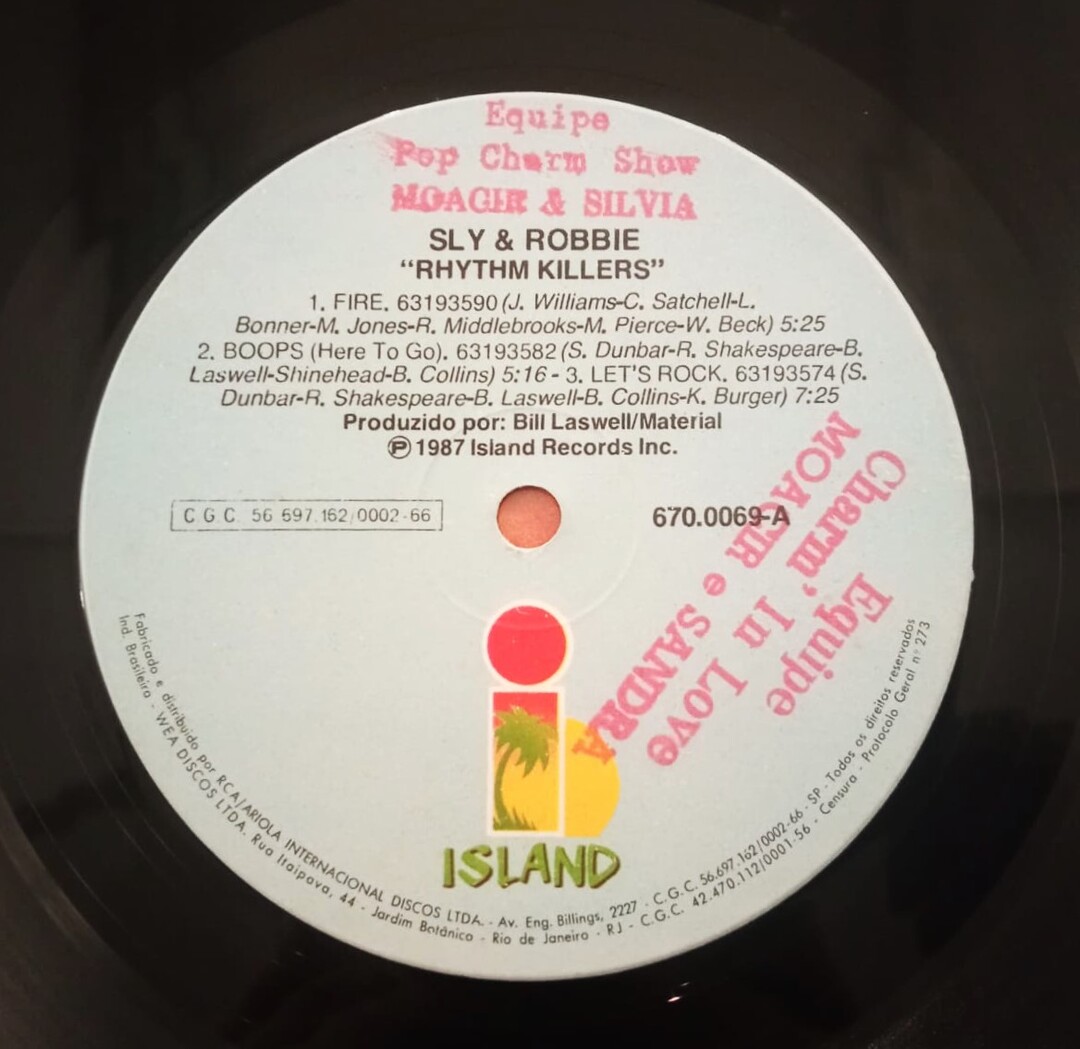 Equipe
Pop Charm Show
MOACIR & SILVIA
SLY & ROBBIE
“RHYTHM KILLERS”
1. FIRE. 63193590 (J. Williams-C. Satchell-L.
Bonner-M. Jones-R. Middlebrooks-M. Pierce-W. Beck) 5:25
2. BOOPS (Here To Go). 63193582 (S. Dunbar-R. Shakespeare-B.
Laswell-Shinehead-B. Collins) 5:16 - 3. LET'S ROCK. 63193574 (S.
Dunbar-R. Shakespeare-B. Laswell-B. Collins-K. Burger) 7:25
Produzido por: Bill Laswell/Material
Ⓟ 1987 Island Records Inc.
C G C. 56 697.162/0002-66
670.0069-A
Equipe
Charm' In Love
MOACIR e SANDRA
ISLAND
Fabricado e distribuido por RCA/ARIOLA INTERNACIONAL DISCOS LTDA. - Av. Eng. Billings, 2227 - C.G.C. 56.697.162/0002-66 - SP - Todos os direitos reservados
Ind. Brasileira - WEA DISCOS LTDA. Rua Itaipava, 44 - Jardim Botânico - Rio de Janeiro - RJ - C.G.C. 42.470.112/0001-56 - Censura - Protocolo Geral nº 273